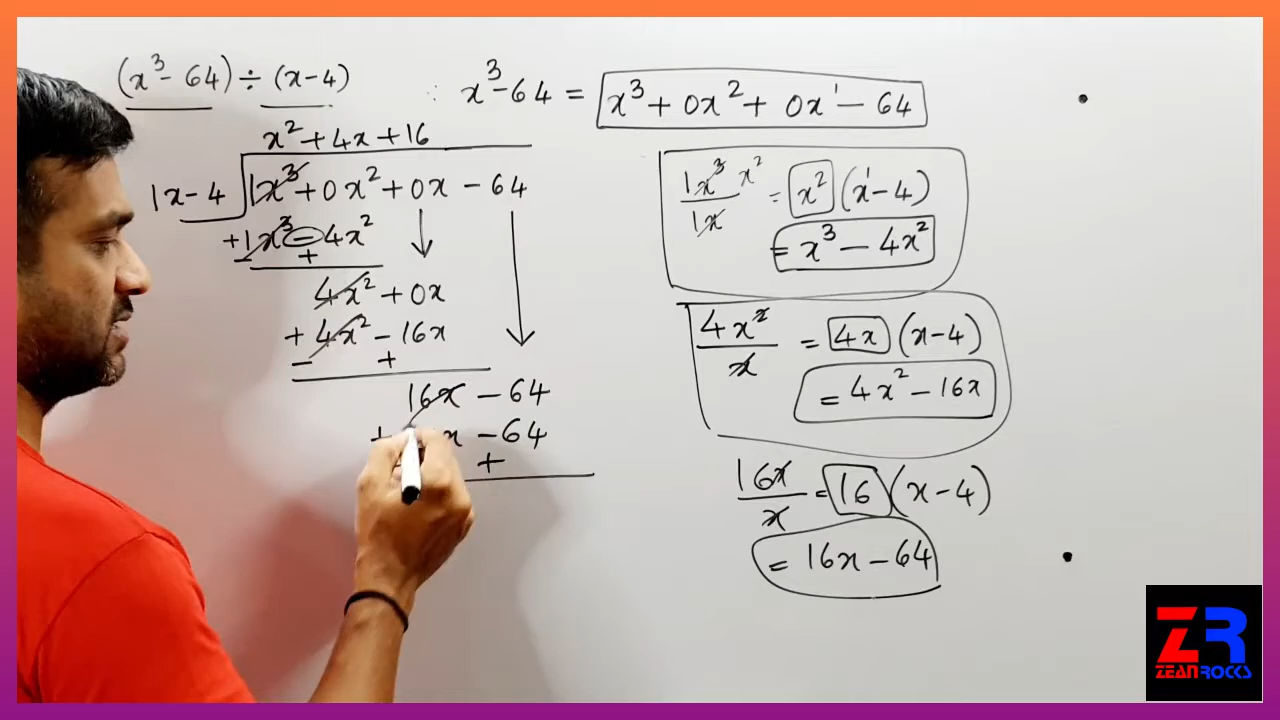 (x³ - 64) ÷ (x-4)
∵ x³-64 = x³ + 0x² + 0x¹ - 64
x² + 4x + 16
1x - 4 1x³ + 0x² + 0x - 64
+1x³ - 4x²
- +
4x² + 0x
+ 4x² - 16x
- +
16x - 64
+ x - 64
+
1x³ x²
1x
= x² (x¹ - 4)
= x³ - 4x²
4x²
x
= 4x (x-4)
= 4x² - 16x
16x
x
= 16 (x-4)
= 16x - 64
ZR
ZEANROCKS